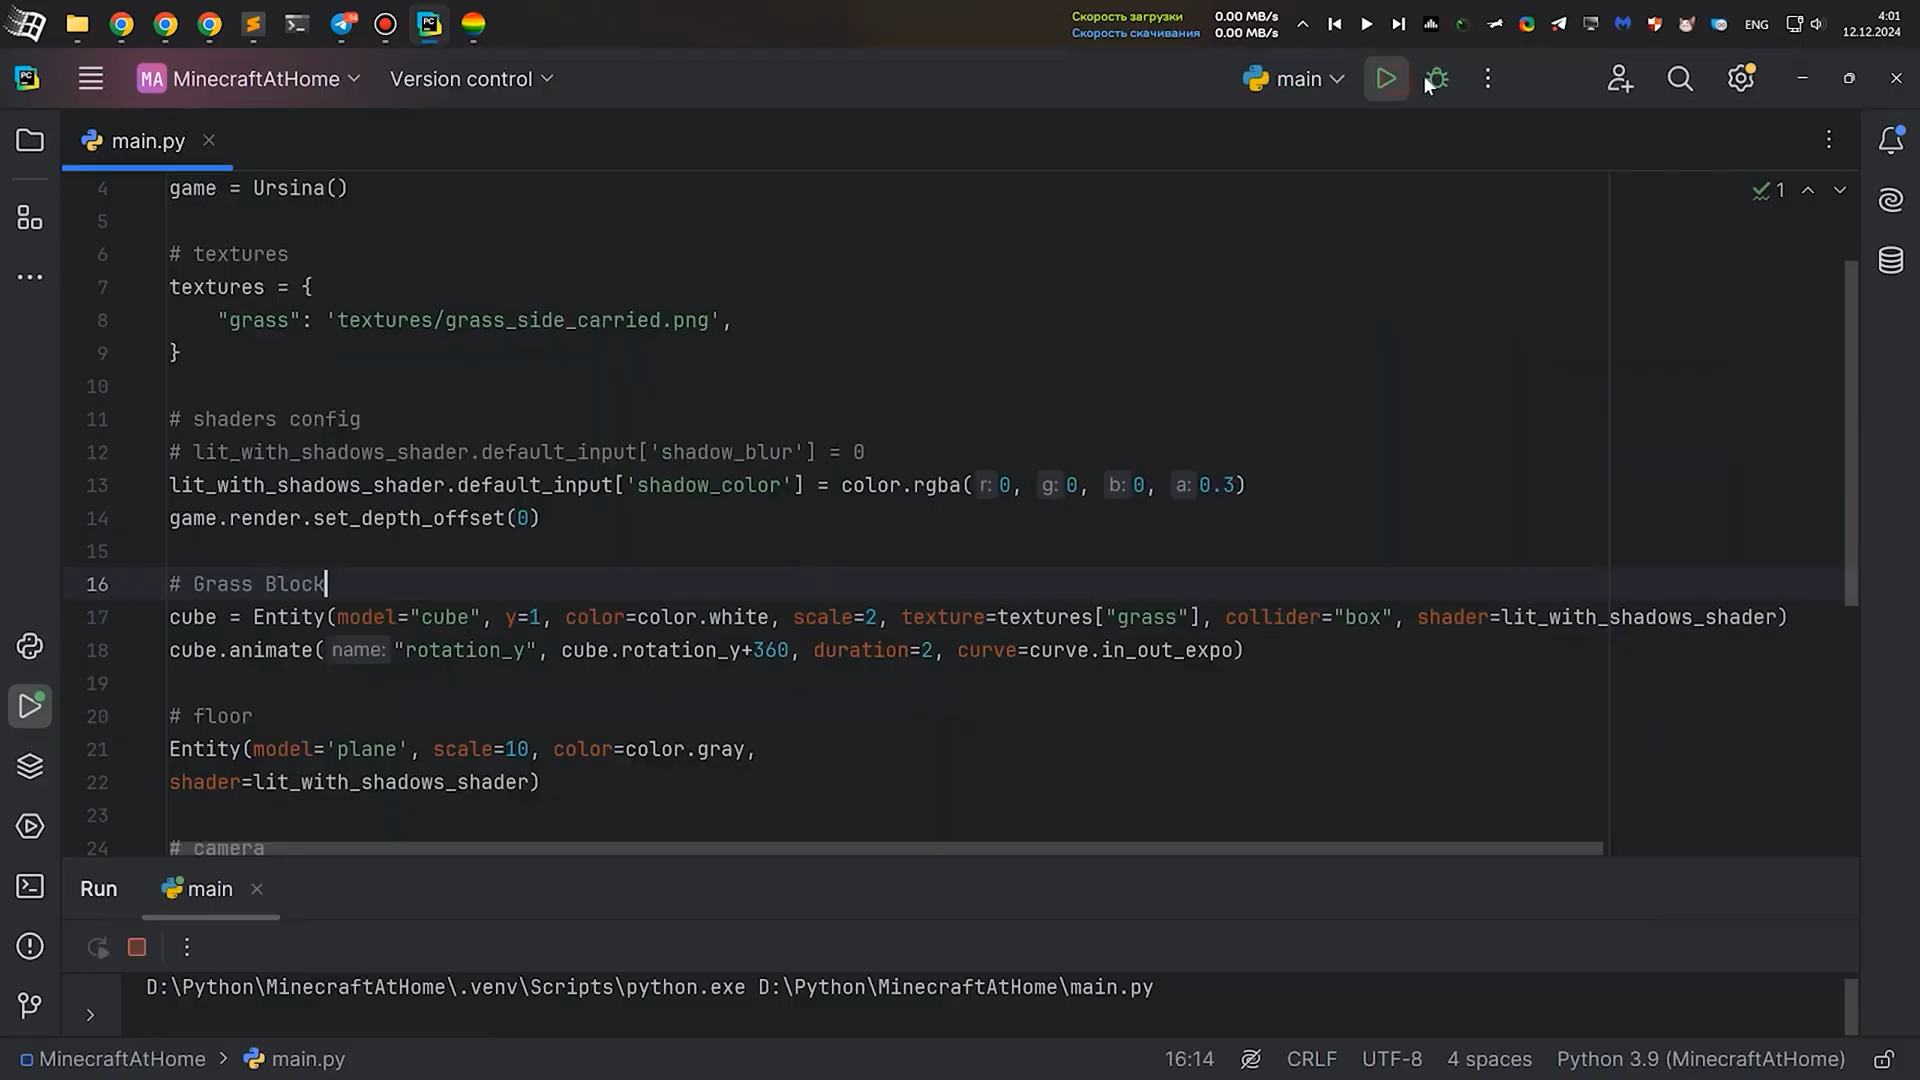 94
Скорость загрузки 0.00 MB/s
Скорость скачивания 0.00 MB/s
ENG
4:01
12.12.2024
PC
MA MinecraftAtHome
Version control
main
main.py
1
4 game = Ursina()
5
6 # textures
7 textures = {
8 "grass": 'textures/grass_side_carried.png',
9 }
10
11 # shaders config
12 # lit_with_shadows_shader.default_input['shadow_blur'] = 0
13 lit_with_shadows_shader.default_input['shadow_color'] = color.rgba( r: 0, g: 0, b: 0, a: 0.3)
14 game.render.set_depth_offset(0)
15
16 # Grass Block
17 cube = Entity(model="cube", y=1, color=color.white, scale=2, texture=textures["grass"], collider="box", shader=lit_with_shadows_shader)
18 cube.animate( name: "rotation_y", cube.rotation_y+360, duration=2, curve=curve.in_out_expo)
19
20 # floor
21 Entity(model='plane', scale=10, color=color.gray,
22 shader=lit_with_shadows_shader)
23
24 # camera
Run main
D:\Python\MinecraftAtHome\.venv\Scripts\python.exe D:\Python\MinecraftAtHome\main.py
MinecraftAtHome > main.py
16:14 CRLF UTF-8 4 spaces Python 3.9 (MinecraftAtHome)